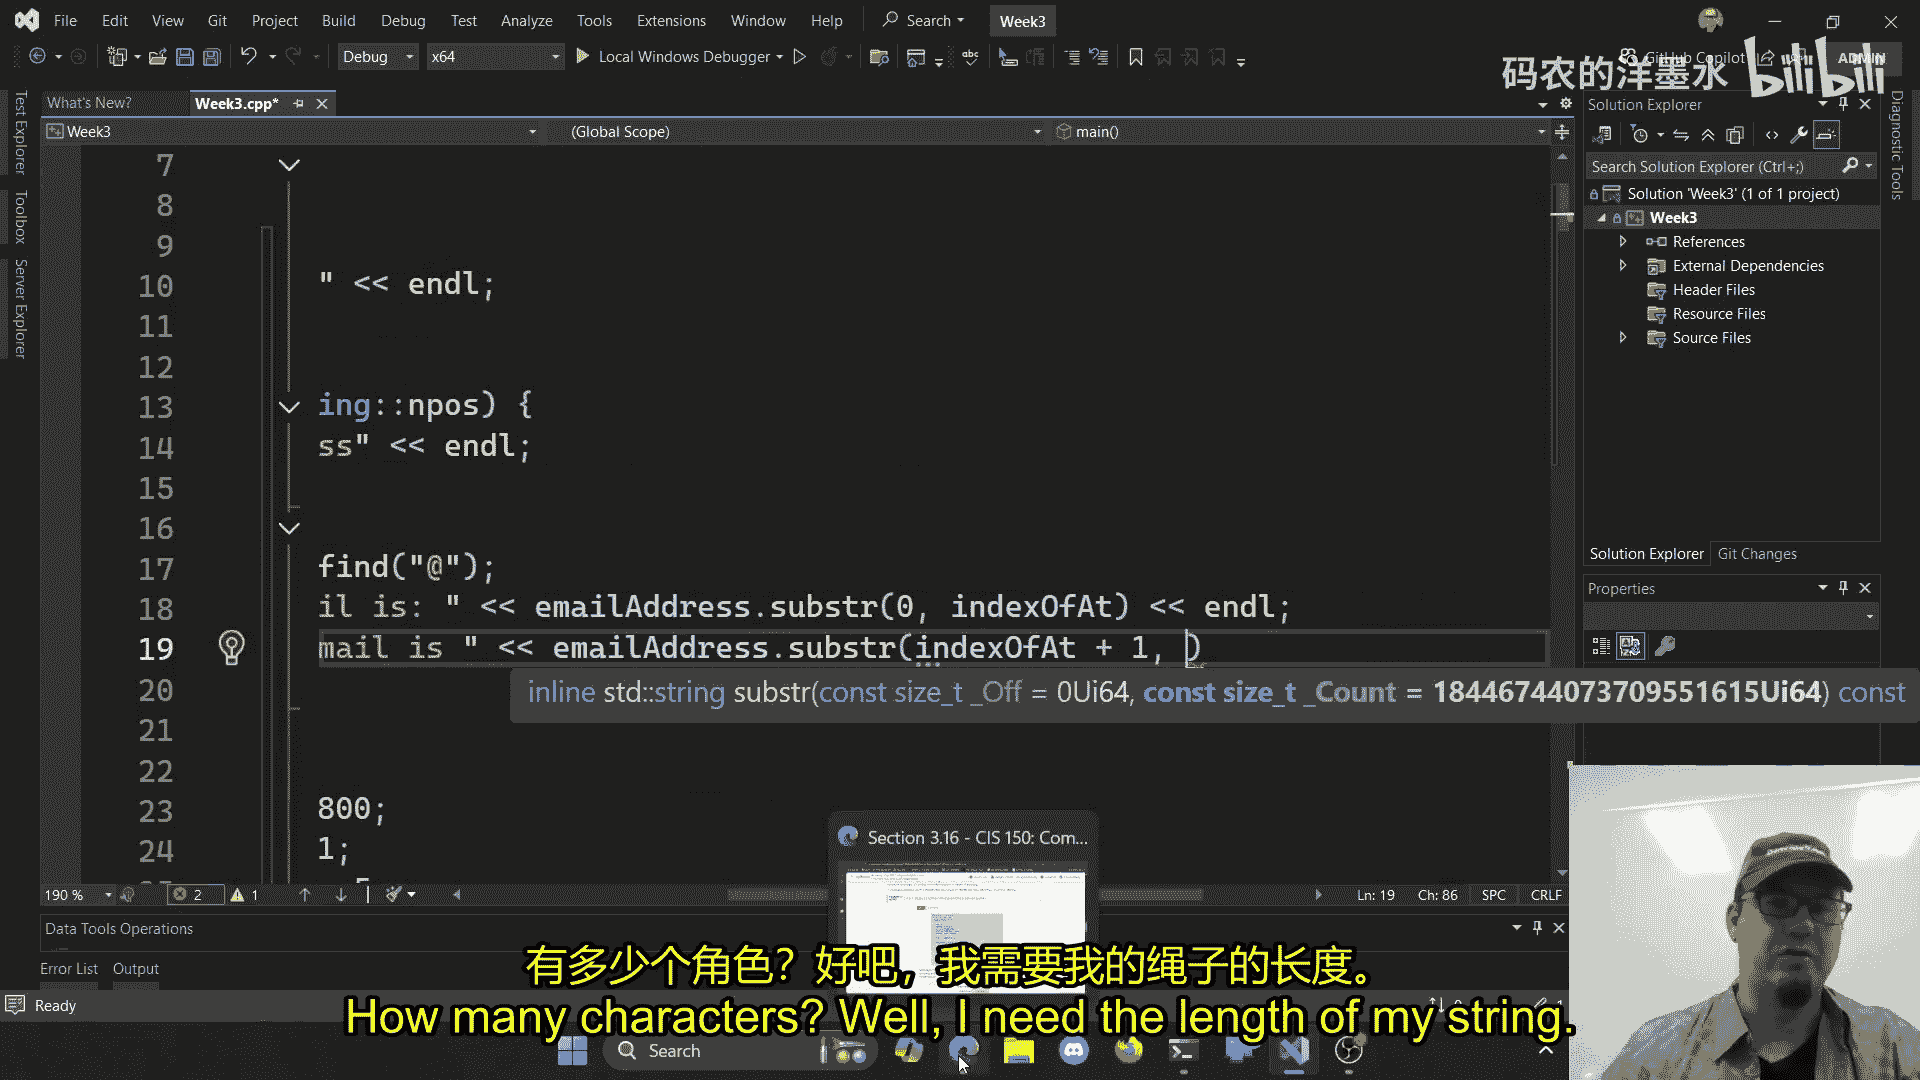 File Edit View Git Project Build Debug Test Analyze Tools Extensions Window Help Search Week3
Debug x64 Local Windows Debugger GitHub Copilot ADMIN
码农的洋墨水 bilibili
What's New? Week3.cpp*
Week3 (Global Scope) main()
Test Explorer
Toolbox
Server Explorer
7
8
9
10 " << endl;
11
12
13 ing::npos) {
14 ss" << endl;
15
16
17 find("@");
18 il is: " << emailAddress.substr(0, indexOfAt) << endl;
19 mail is " << emailAddress.substr(indexOfAt + 1, )
inline std::string substr(const size_t _Off = 0Ui64, const size_t _Count = 18446744073709551615Ui64) const
20
21
22
23 800;
24 1;
Section 3.16 - CIS 150: Com...
190 % 2 1 Ln: 19 Ch: 86 SPC CRLF
Data Tools Operations
Error List Output
Ready
Solution Explorer
Search Solution Explorer (Ctrl+;)
Solution 'Week3' (1 of 1 project)
Week3
References
External Dependencies
Header Files
Resource Files
Source Files
Solution Explorer Git Changes
Properties
Diagnostic Tools
有多少个角色？好吧，我需要我的绳子的长度。
How many characters? Well, I need the length of my string.
Search